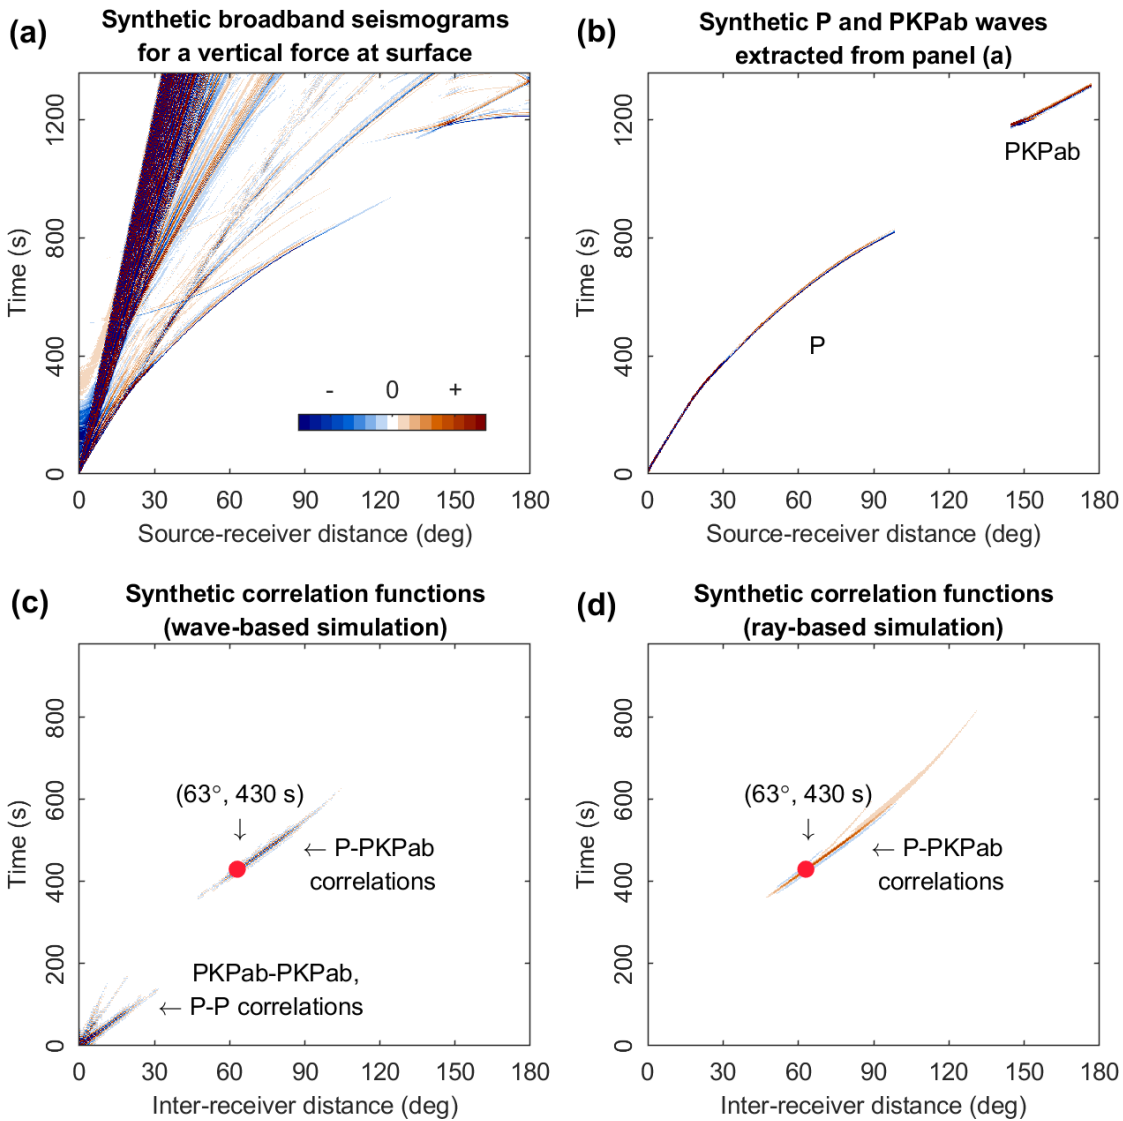 (a)
Synthetic broadband seismograms
for a vertical force at surface
Time (s)
1200
800
400
0
- 0 +
0 30 60 90 120 150 180
Source-receiver distance (deg)
(b)
Synthetic P and PKPab waves
extracted from panel (a)
Time (s)
1200
800
400
0
PKPab
P
0 30 60 90 120 150 180
Source-receiver distance (deg)
(c)
Synthetic correlation functions
(wave-based simulation)
Time (s)
800
600
400
200
0
(63°, 430 s)
↓
← P-PKPab
correlations
PKPab-PKPab,
← P-P correlations
0 30 60 90 120 150 180
Inter-receiver distance (deg)
(d)
Synthetic correlation functions
(ray-based simulation)
Time (s)
800
600
400
200
0
(63°, 430 s)
↓
← P-PKPab
correlations
0 30 60 90 120 150 180
Inter-receiver distance (deg)